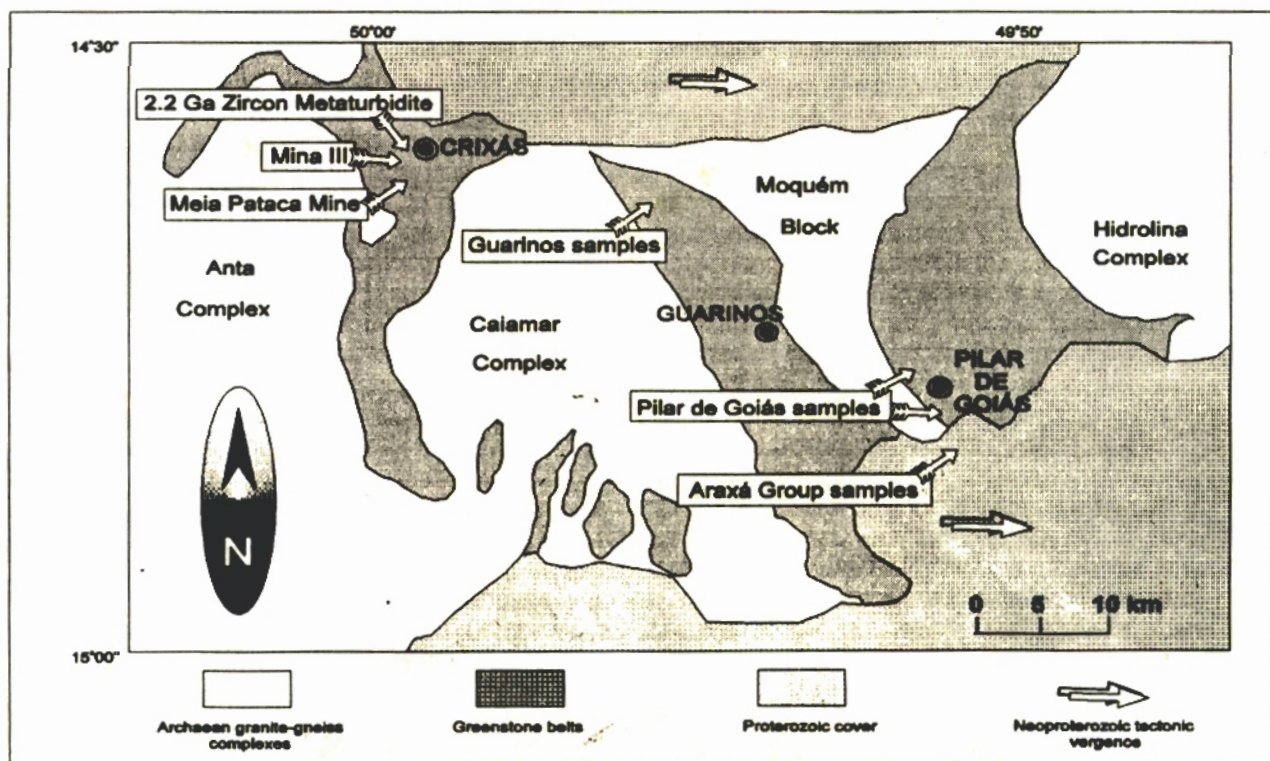 50°00'
49°50'
14°30"
2.2 Ga Zircon Metaturbidite
CRIXÁS
Mina III
Meia Pataca Mine
Moquém
Block
Guarinos samples
Hidrolina
Complex
Anta
Complex
GUARINOS
Caiamar
Complex
PILAR
DE
GOIÁS
Pilar de Goiás samples
Araxá Group samples
N
0 5 10 km
15°00"
Archaean granite-gneiss
complexes
Greenstone belts
Proterozoic cover
Neoproterozoic tectonic
vergence